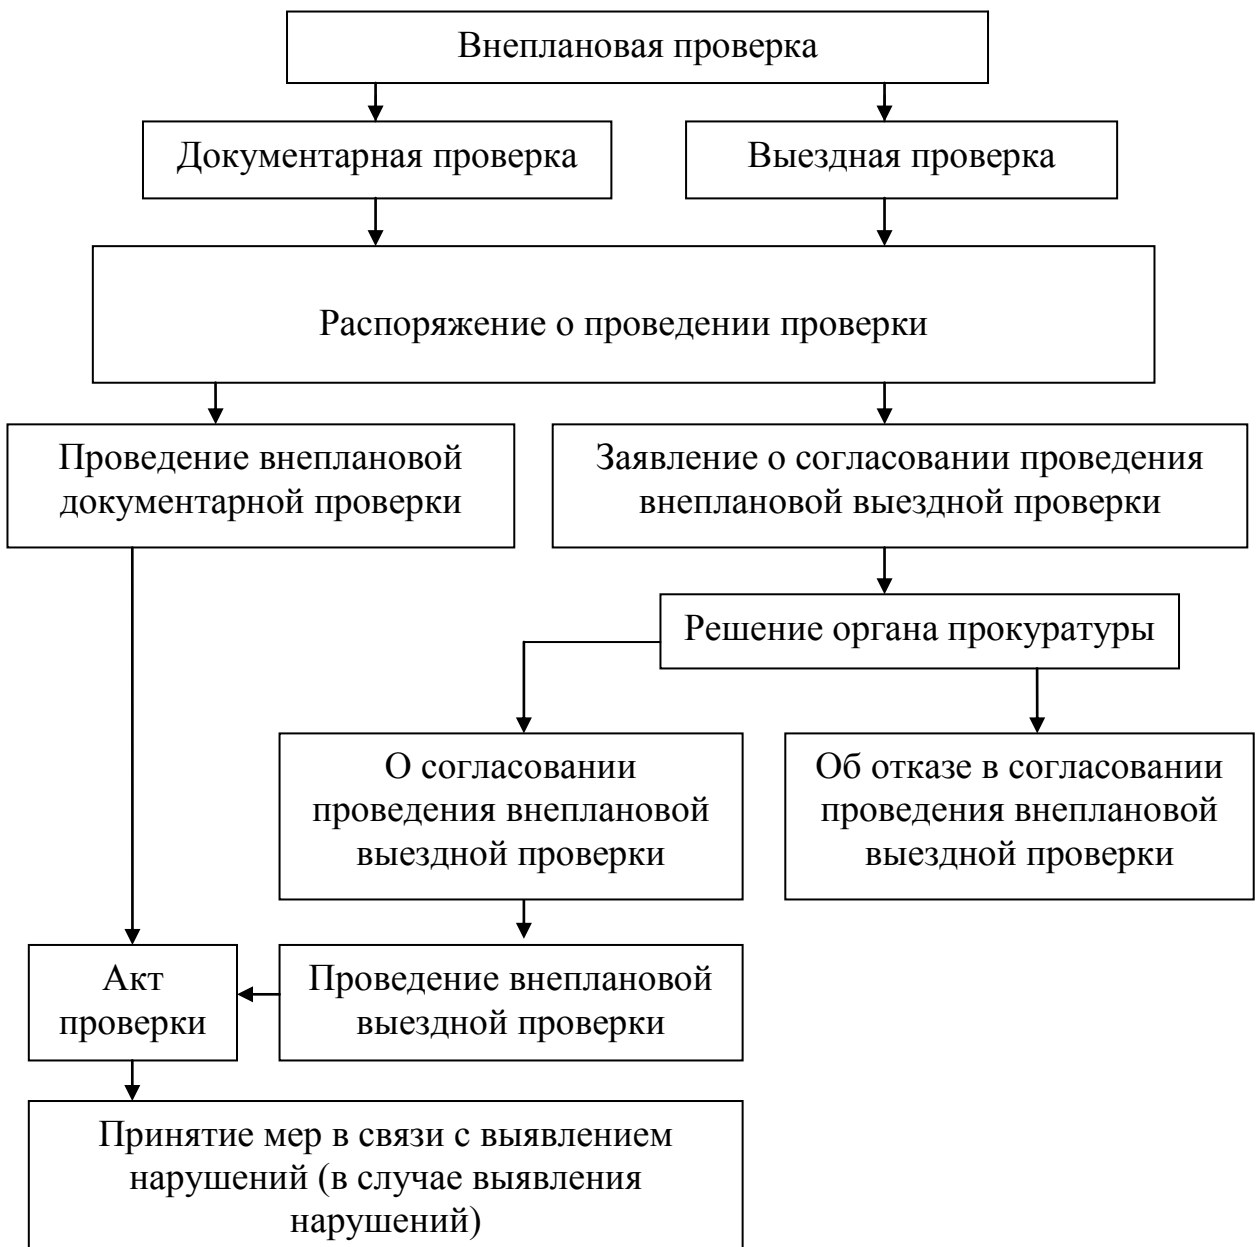 Внеплановая проверка
Документарная проверка
Выездная проверка
Распоряжение о проведении проверки
Проведение внеплановой
документарной проверки
Заявление о согласовании проведения
внеплановой выездной проверки
Решение органа прокуратуры
О согласовании
проведения внеплановой
выездной проверки
Об отказе в согласовании
проведения внеплановой
выездной проверки
Акт
проверки
Проведение внеплановой
выездной проверки
Принятие мер в связи с выявлением
нарушений (в случае выявления
нарушений)